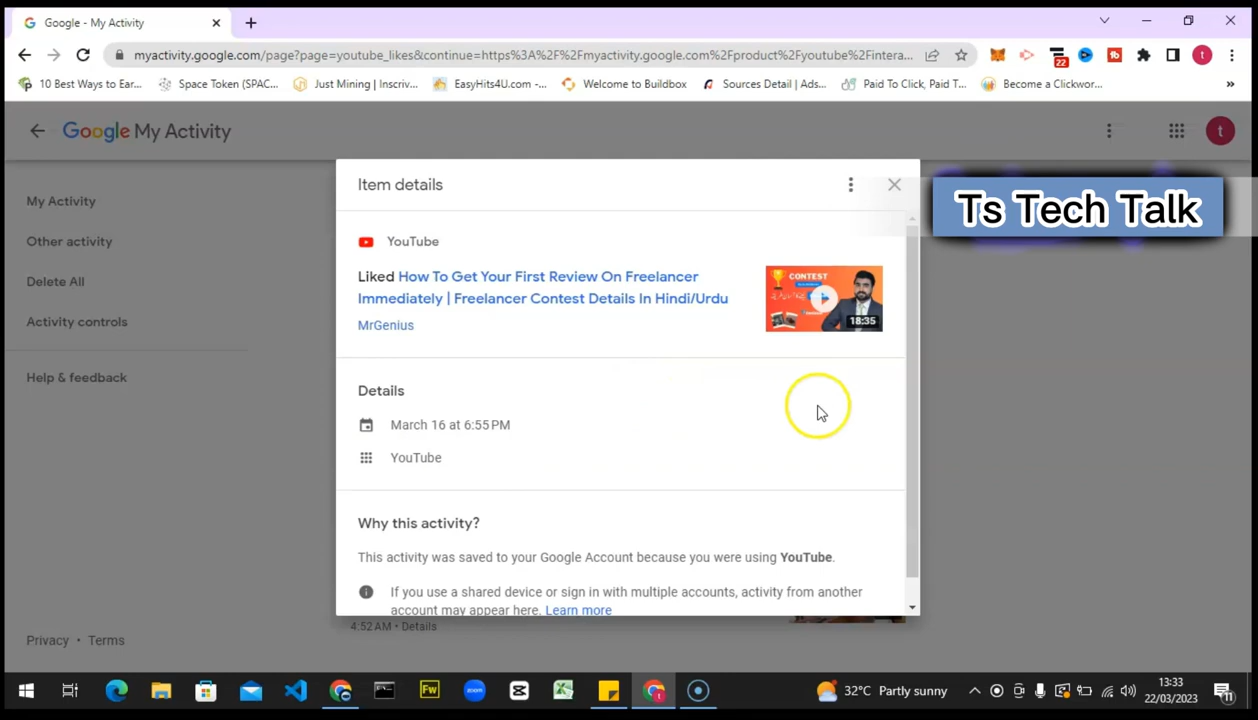 Google - My Activity
myactivity.google.com/page?page=youtube_likes&continue=https%3A%2F%2Fmyactivity.google.com%2Fproduct%2Fyoutube%2Fintera...
22
t
10 Best Ways to Ear... Space Token (SPAC... Just Mining | Inscriv... EasyHits4U.com -... Welcome to Buildbox Sources Detail | Ads... Paid To Click, Paid T... Become a Clickwor... »
Google My Activity
t
My Activity
Other activity
Delete All
Activity controls
Help & feedback
Privacy • Terms
Item details
Ts Tech Talk
YouTube
Liked How To Get Your First Review On Freelancer
Immediately | Freelancer Contest Details In Hindi/Urdu
MrGenius
CONTEST
18:35
Details
March 16 at 6:55 PM
YouTube
Why this activity?
This activity was saved to your Google Account because you were using YouTube.
If you use a shared device or sign in with multiple accounts, activity from another
account may appear here. Learn more
4:52 AM • Details
Fw
zoom
t
32°C Partly sunny
13:33
22/03/2023
11